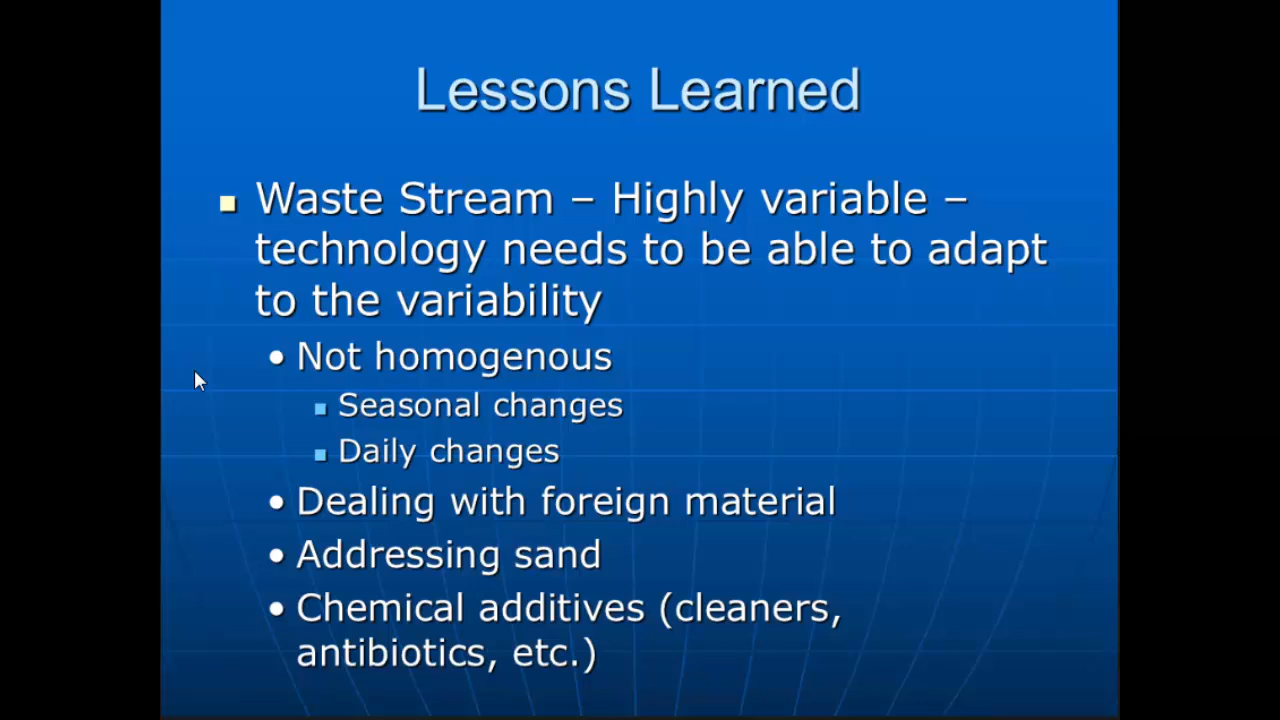 Lessons Learned
Waste Stream – Highly variable –
technology needs to be able to adapt
to the variability
• Not homogenous
Seasonal changes
Daily changes
• Dealing with foreign material
• Addressing sand
• Chemical additives (cleaners,
antibiotics, etc.)